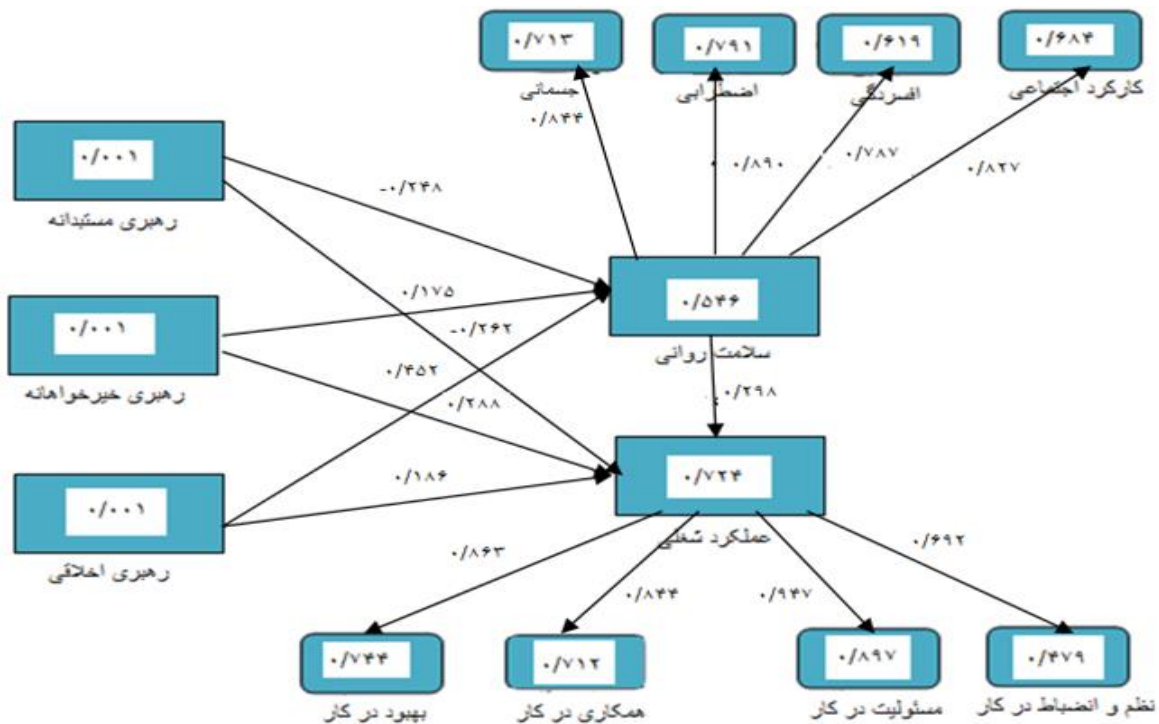 ۰/۷۱۳
۰/۷۹۱
۰/۶۱۹
۰/۶۸۴
جسمانی
اضطرابی
افسردگی
کارکرد اجتماعی
۰/۸۴۴
۰/۸۹۰
۰/۷۸۷
۰/۸۲۷
۰/۰۰۱
رهبری مستبدانه
-۰/۲۴۸
۰/۱۷۵
-۰/۲۶۲
۰/۰۰۱
رهبری خیرخواهانه
۰/۴۵۲
۰/۲۸۸
۰/۵۴۶
سلامت روانی
۰/۲۹۸
۰/۰۰۱
رهبری اخلاقی
۰/۱۸۶
۰/۷۲۴
عملکرد شغلی
۰/۸۶۳
۰/۸۴۴
۰/۹۴۷
۰/۶۹۲
۰/۷۴۴
۰/۷۱۲
۰/۸۹۷
۰/۴۷۹
بهبود در کار
همکاری در کار
مسئولیت در کار
نظم و انضباط در کار